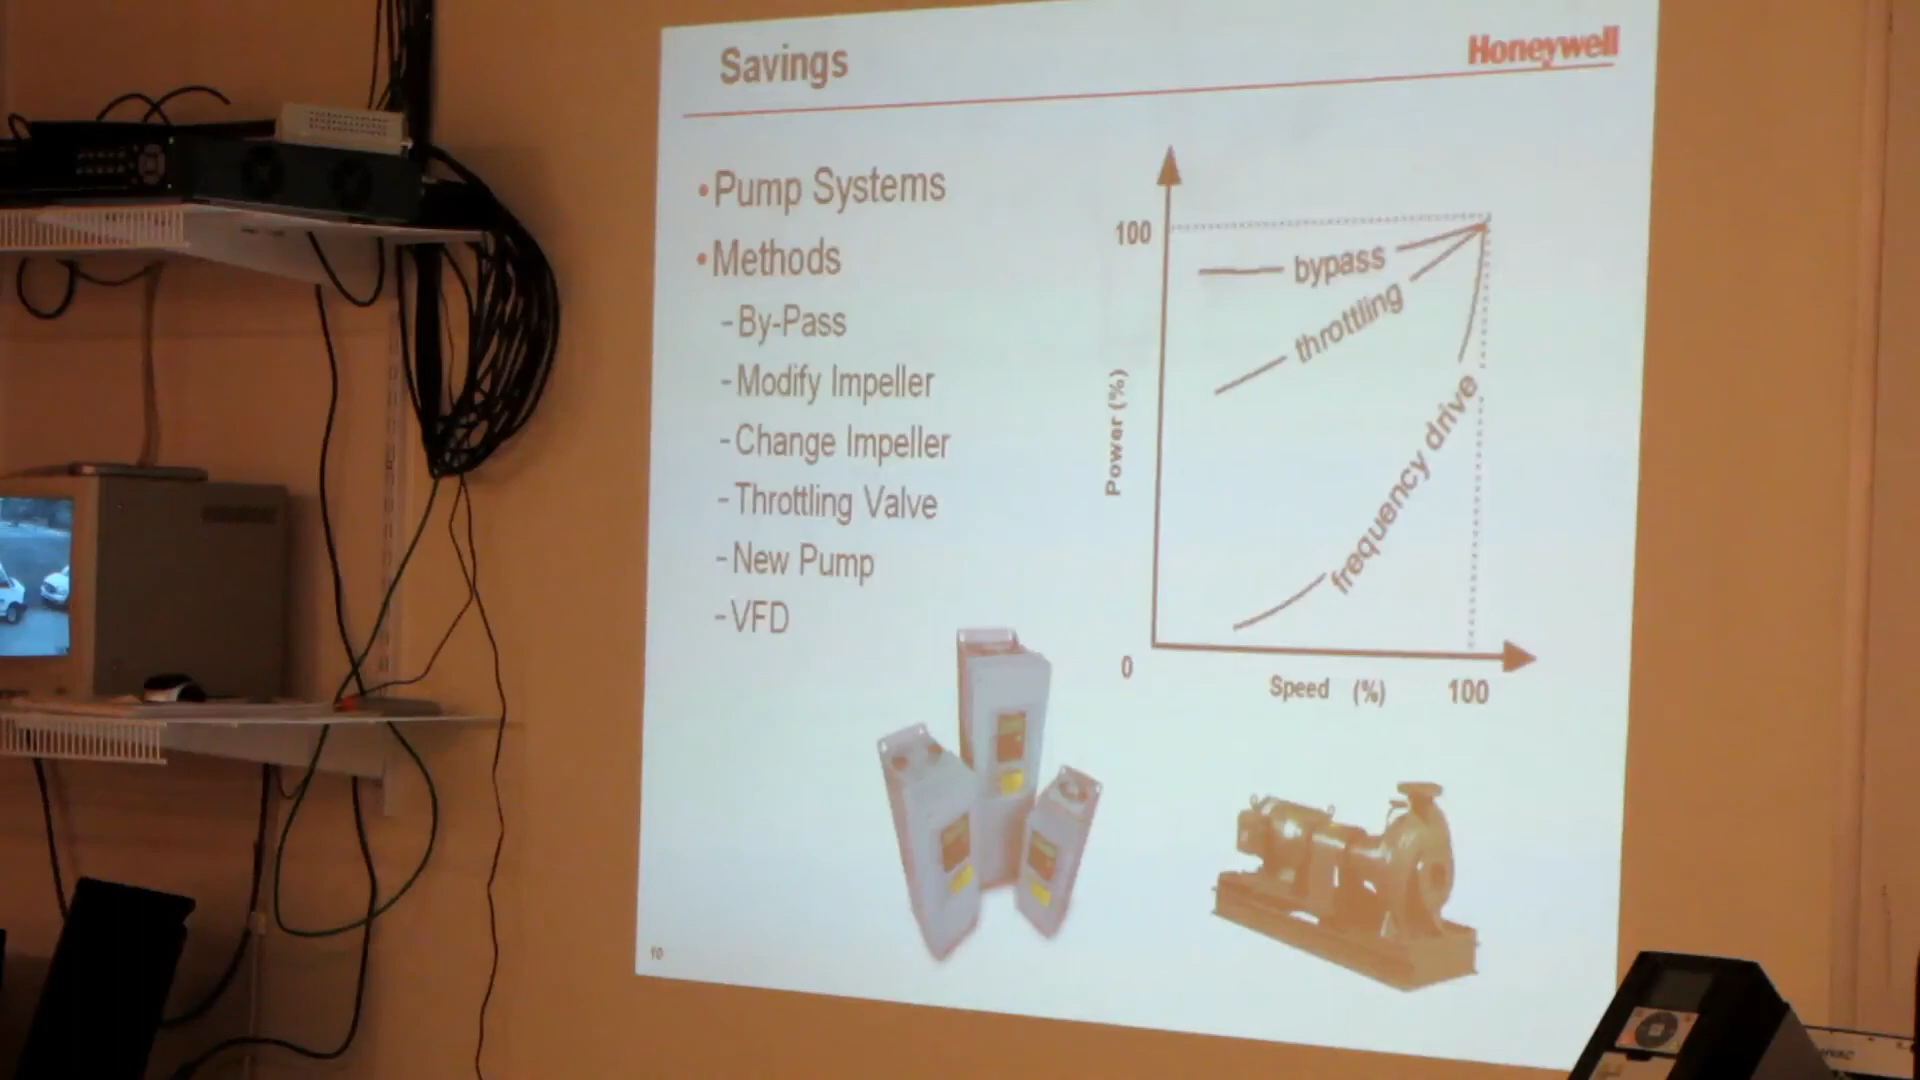 Savings
Honeywell
•Pump Systems
•Methods
-By-Pass
-Modify Impeller
-Change Impeller
-Throttling Valve
-New Pump
-VFD
100
bypass
throttling
frequency drive
Power (%)
0
Speed (%)
100
10